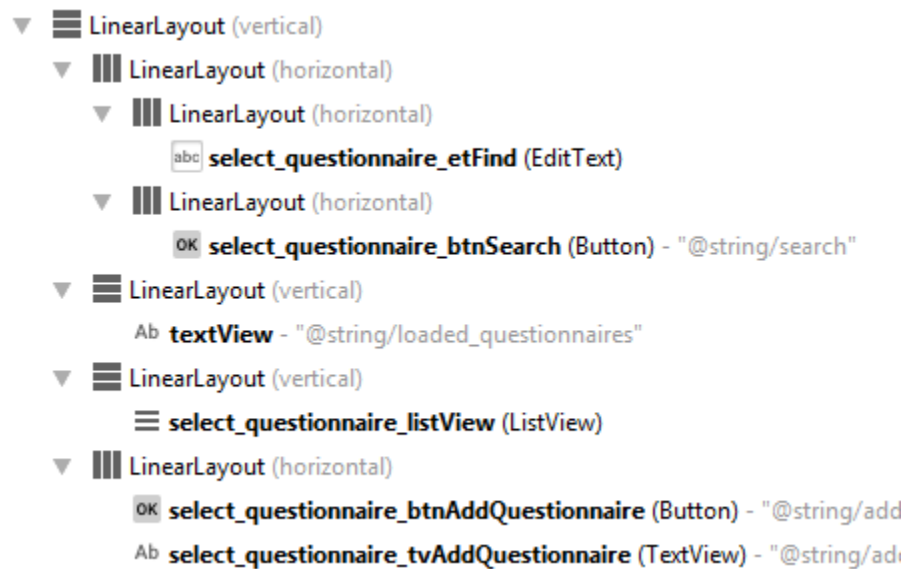 LinearLayout (vertical)
LinearLayout (horizontal)
LinearLayout (horizontal)
abc select_questionnaire_etFind (EditText)
LinearLayout (horizontal)
OK select_questionnaire_btnSearch (Button) - "@string/search"
LinearLayout (vertical)
Ab textView - "@string/loaded_questionnaires"
LinearLayout (vertical)
select_questionnaire_listView (ListView)
LinearLayout (horizontal)
OK select_questionnaire_btnAddQuestionnaire (Button) - "@string/add
Ab select_questionnaire_tvAddQuestionnaire (TextView) - "@string/add